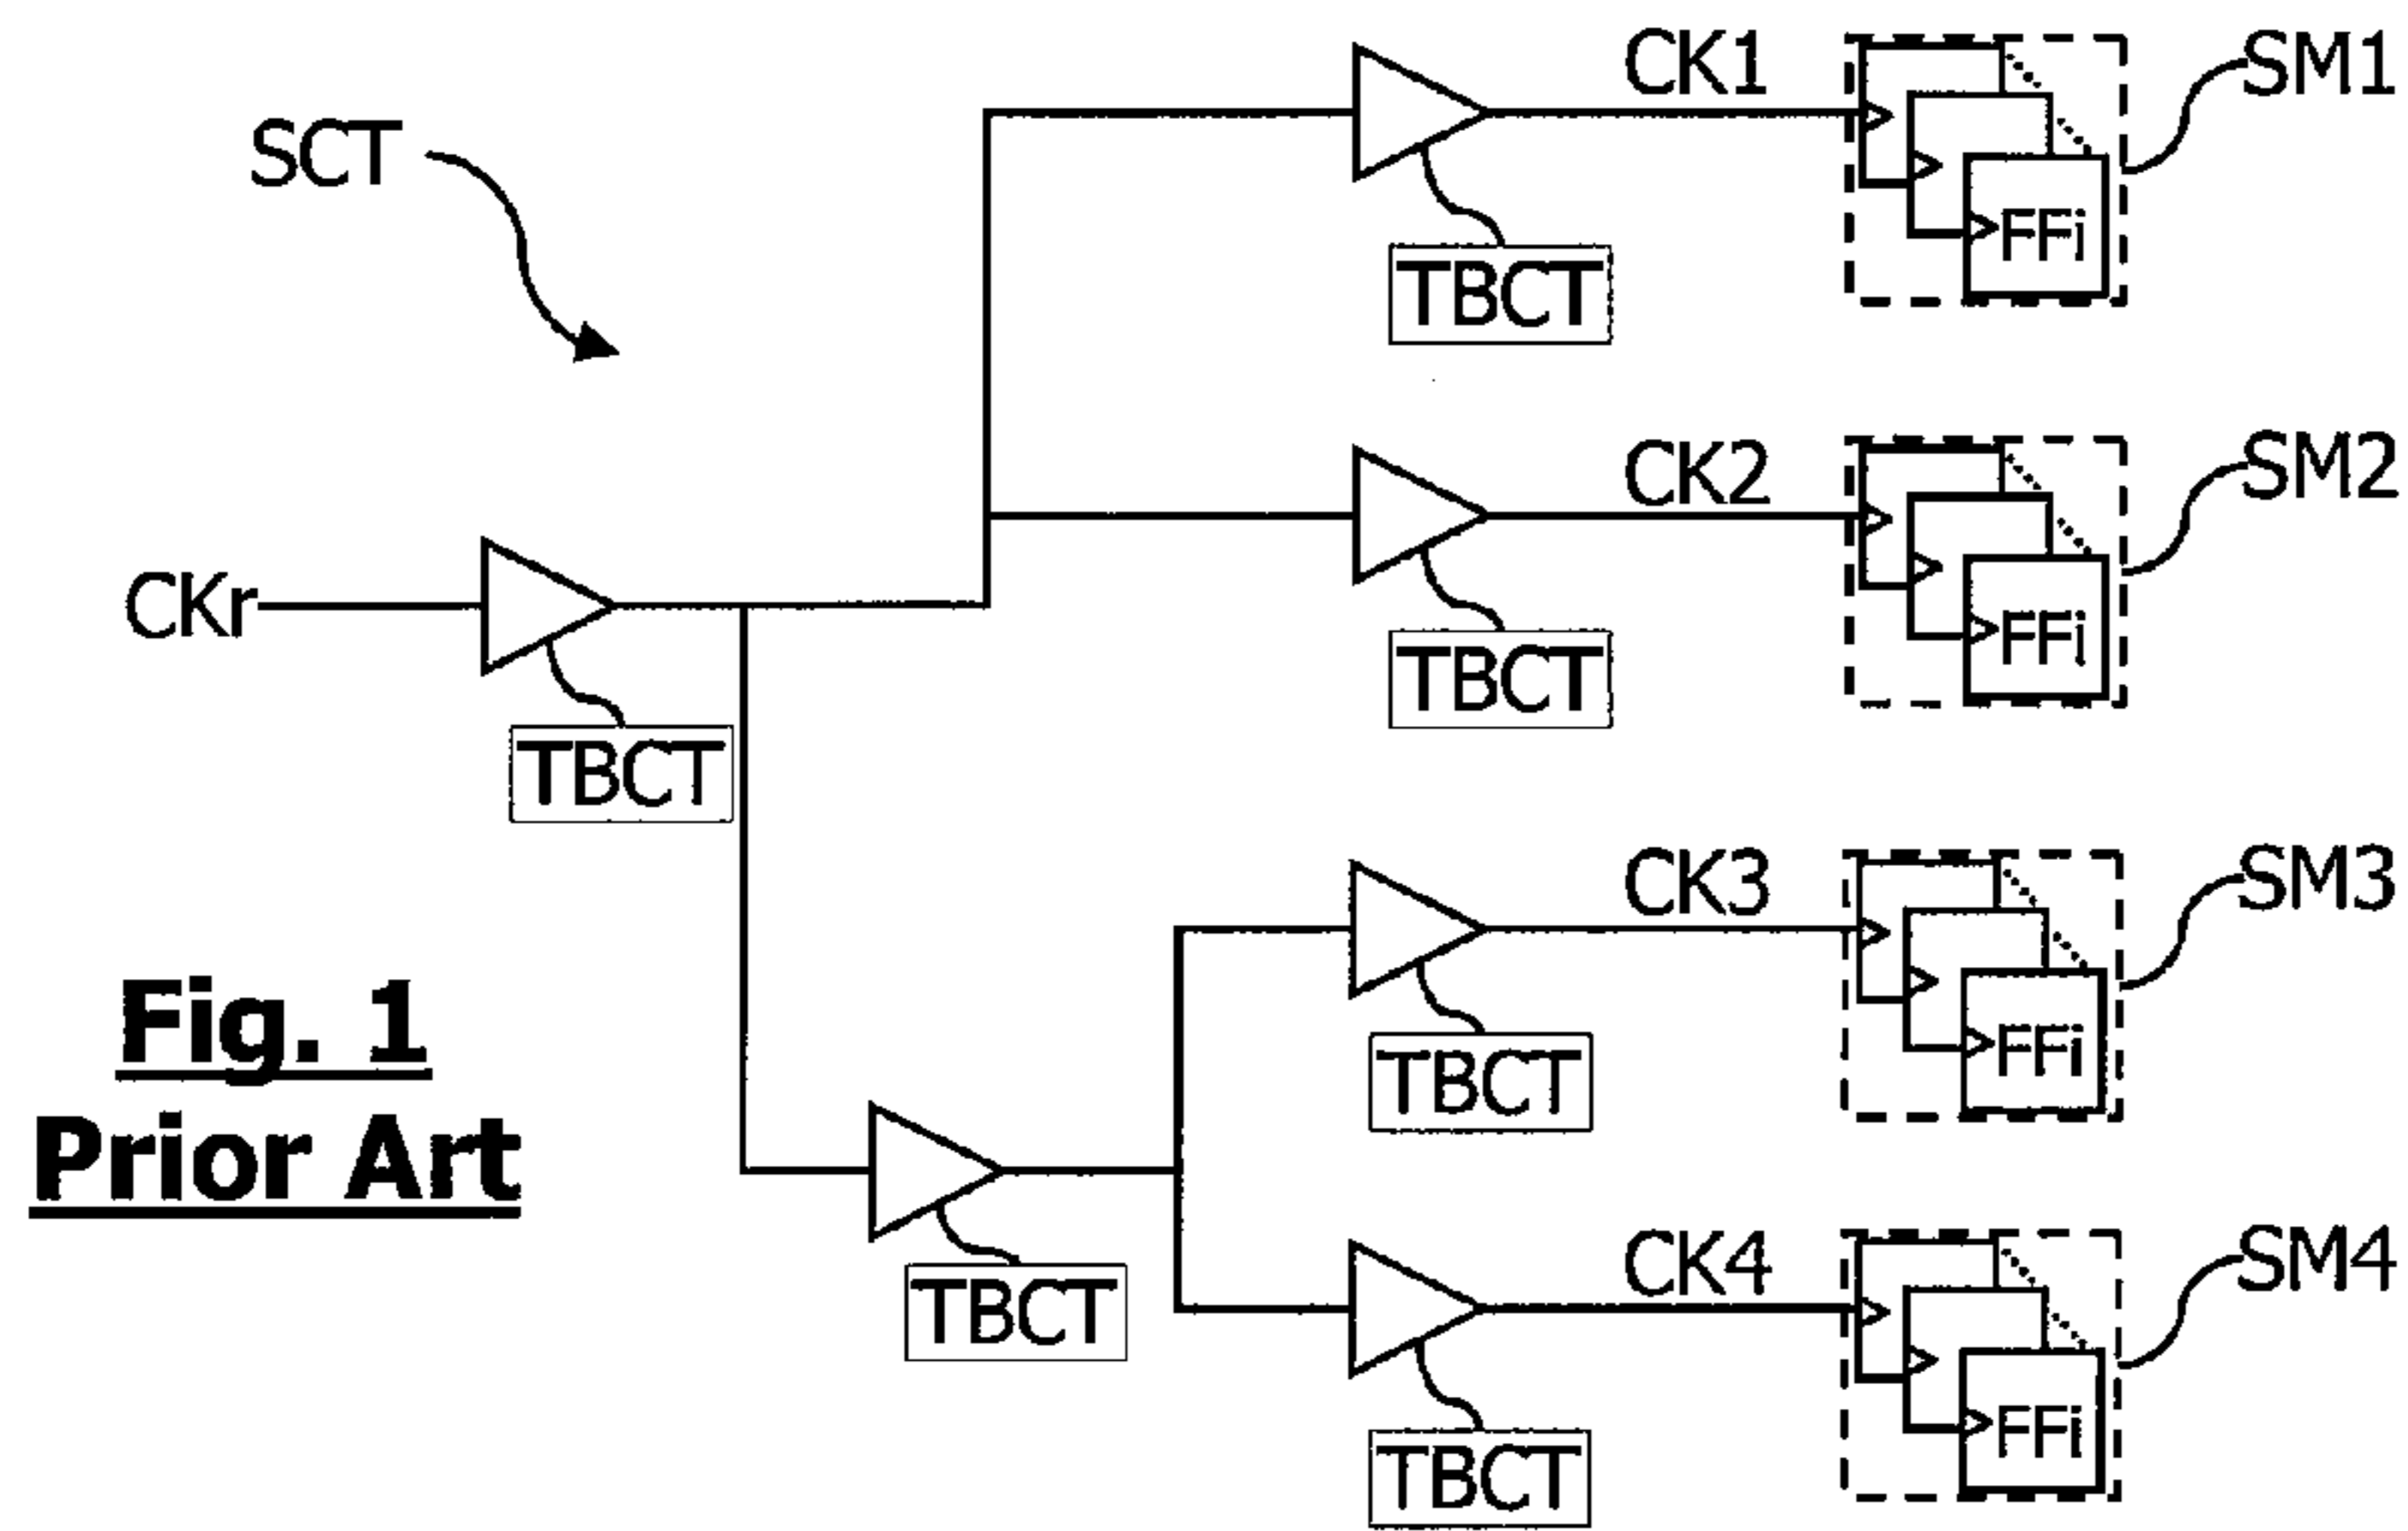 SCT
CK1
SM1
FFi
TBCT
CK2
SM2
FFi
TBCT
CKr
TBCT
CK3
SM3
FFi
TBCT
Fig. 1
Prior Art
TBCT
CK4
SM4
FFi
TBCT